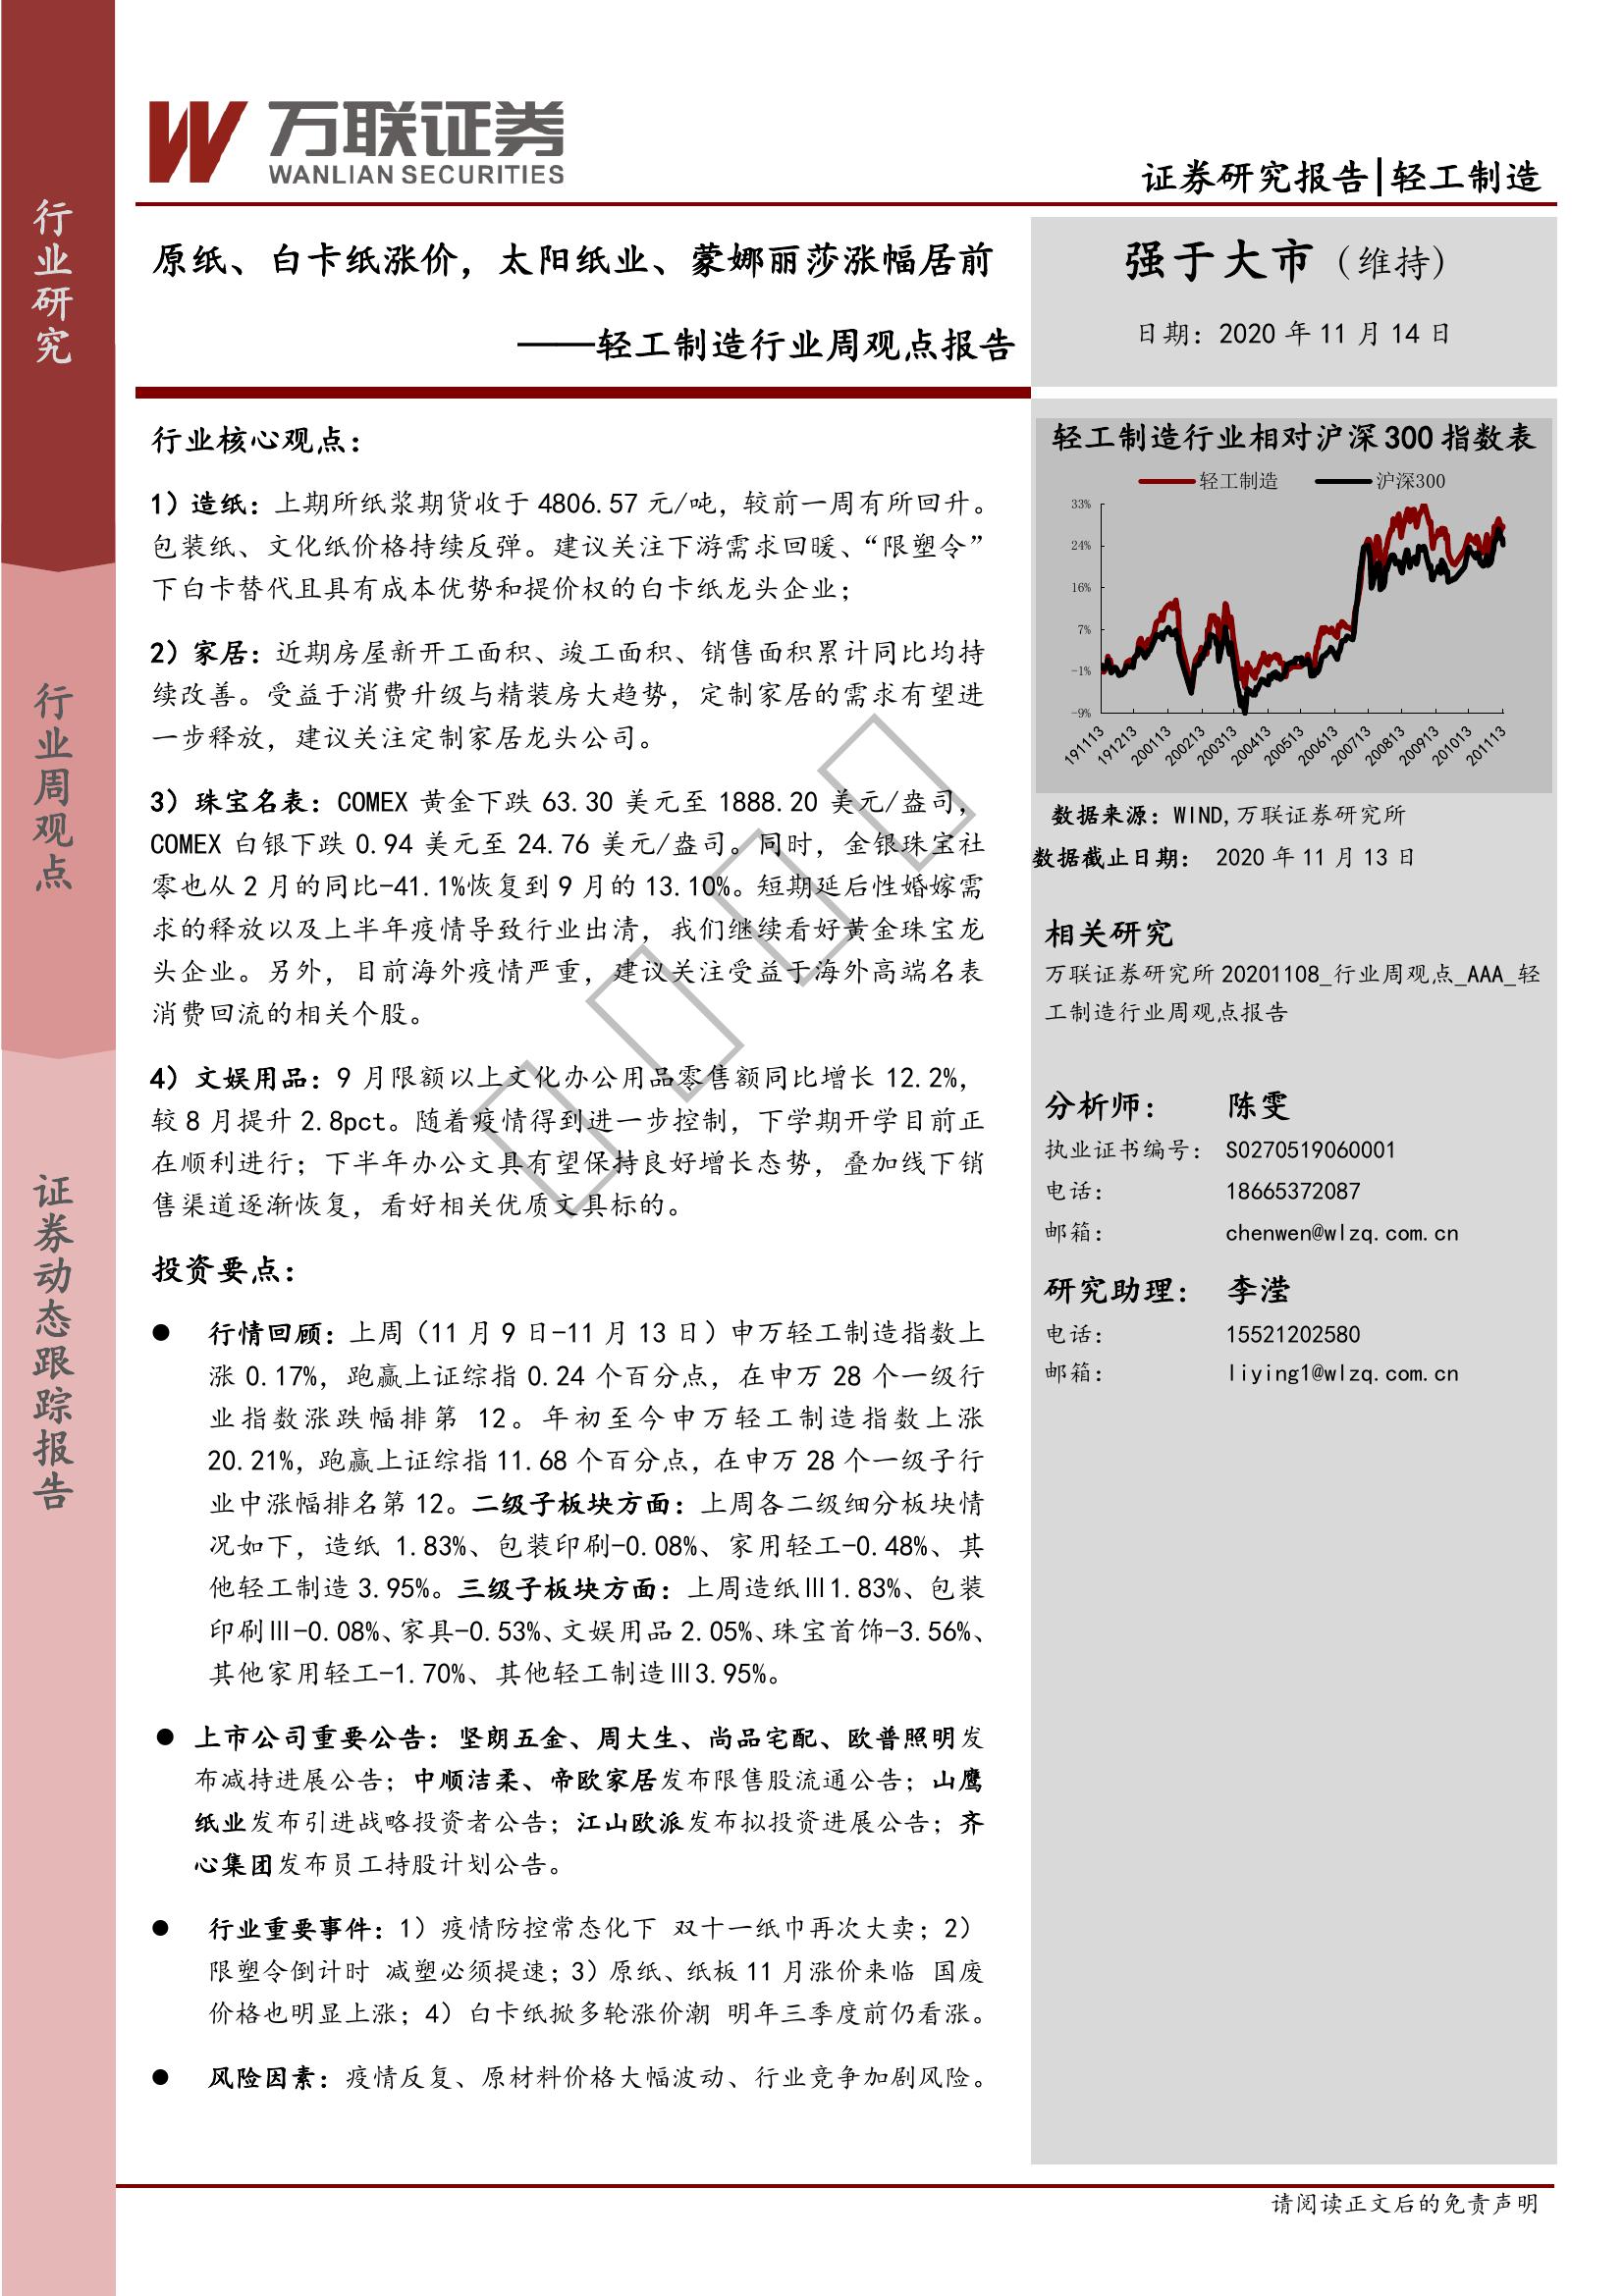 行业研究
行业周观点
证券动态跟踪报告
万联证券
WANLIAN SECURITIES
证券研究报告|轻工制造
原纸、白卡纸涨价，太阳纸业、蒙娜丽莎涨幅居前
——轻工制造行业周观点报告
强于大市（维持）
日期：2020 年 11 月 14 日
行业核心观点：
1）造纸：上期所纸浆期货收于 4806.57 元/吨，较前一周有所回升。
包装纸、文化纸价格持续反弹。建议关注下游需求回暖、“限塑令”
下白卡替代且具有成本优势和提价权的白卡纸龙头企业；
2）家居：近期房屋新开工面积、竣工面积、销售面积累计同比均持
续改善。受益于消费升级与精装房大趋势，定制家居的需求有望进
一步释放，建议关注定制家居龙头公司。
3）珠宝名表：COMEX 黄金下跌 63.30 美元至 1888.20 美元/盎司，
COMEX 白银下跌 0.94 美元至 24.76 美元/盎司。同时，金银珠宝社
零也从 2 月的同比-41.1%恢复到 9 月的 13.10%。短期延后性婚嫁需
求的释放以及上半年疫情导致行业出清，我们继续看好黄金珠宝龙
头企业。另外，目前海外疫情严重，建议关注受益于海外高端名表
消费回流的相关个股。
4）文娱用品：9 月限额以上文化办公用品零售额同比增长 12.2%，
较 8 月提升 2.8pct。随着疫情得到进一步控制，下学期开学目前正
在顺利进行；下半年办公文具有望保持良好增长态势，叠加线下销
售渠道逐渐恢复，看好相关优质文具标的。
投资要点：
● 行情回顾：上周（11 月 9 日-11 月 13 日）申万轻工制造指数上
涨 0.17%，跑赢上证综指 0.24 个百分点，在申万 28 个一级行
业指数涨跌幅排第 12。年初至今申万轻工制造指数上涨
20.21%，跑赢上证综指 11.68 个百分点，在申万 28 个一级子行
业中涨幅排名第 12。二级子板块方面：上周各二级细分板块情
况如下，造纸 1.83%、包装印刷-0.08%、家用轻工-0.48%、其
他轻工制造 3.95%。三级子板块方面：上周造纸Ⅲ1.83%、包装
印刷Ⅲ-0.08%、家具-0.53%、文娱用品 2.05%、珠宝首饰-3.56%、
其他家用轻工-1.70%、其他轻工制造Ⅲ3.95%。
● 上市公司重要公告：坚朗五金、周大生、尚品宅配、欧普照明发
布减持进展公告；中顺洁柔、帝欧家居发布限售股流通公告；山鹰
纸业发布引进战略投资者公告；江山欧派发布拟投资进展公告；齐
心集团发布员工持股计划公告。
● 行业重要事件：1）疫情防控常态化下 双十一纸巾再次大卖；2）
限塑令倒计时 减塑必须提速；3）原纸、纸板 11 月涨价来临 国废
价格也明显上涨；4）白卡纸掀多轮涨价潮 明年三季度前仍看涨。
● 风险因素：疫情反复、原材料价格大幅波动、行业竞争加剧风险。
轻工制造行业相对沪深 300 指数表
轻工制造 沪深300
33%
24%
16%
7%
-1%
-9%
191113 191213 200113 200213 200313 200413 200513 200613 200713 200813 200913 201013 201113
数据来源：WIND,万联证券研究所
数据截止日期： 2020 年 11 月 13 日
相关研究
万联证券研究所 20201108_行业周观点_AAA_轻
工制造行业周观点报告
分析师： 陈雯
执业证书编号： S0270519060001
电话： 18665372087
邮箱： chenwen@wlzq.com.cn
研究助理： 李滢
电话： 15521202580
邮箱： liying1@wlzq.com.cn
请阅读正文后的免责声明